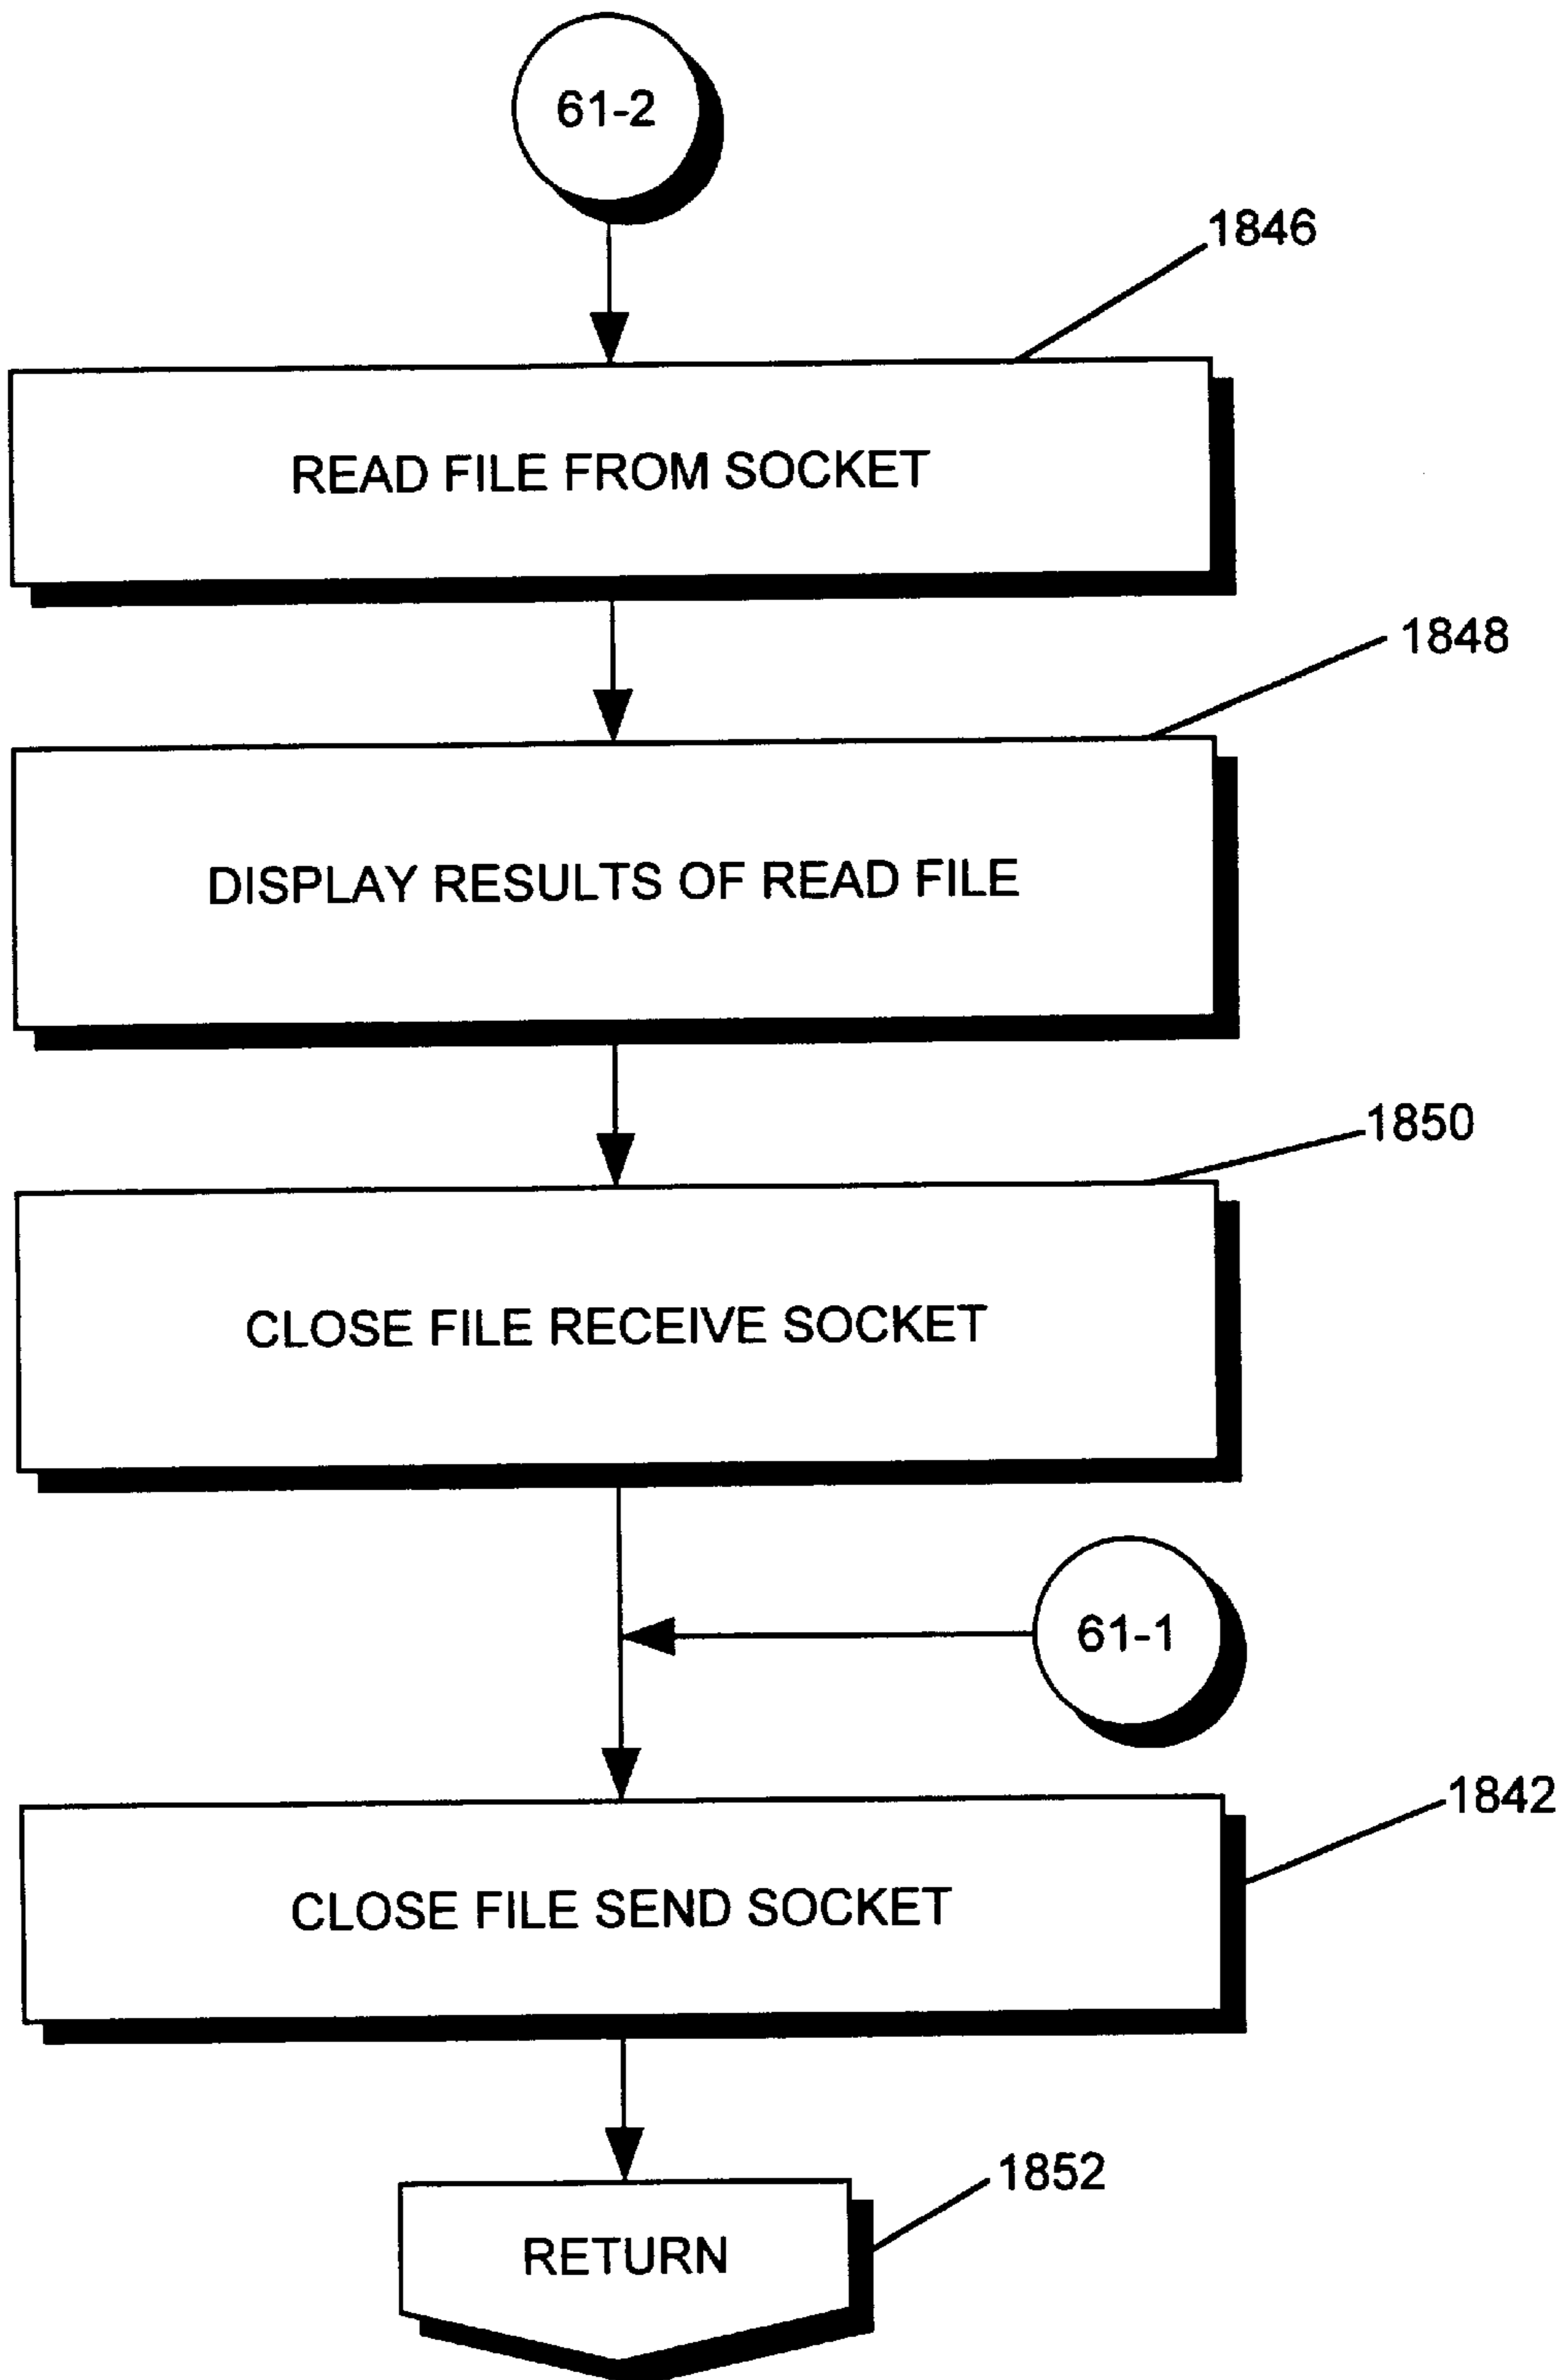 61-2
1846
READ FILE FROM SOCKET
1848
DISPLAY RESULTS OF READ FILE
1850
CLOSE FILE RECEIVE SOCKET
61-1
1842
CLOSE FILE SEND SOCKET
1852
RETURN